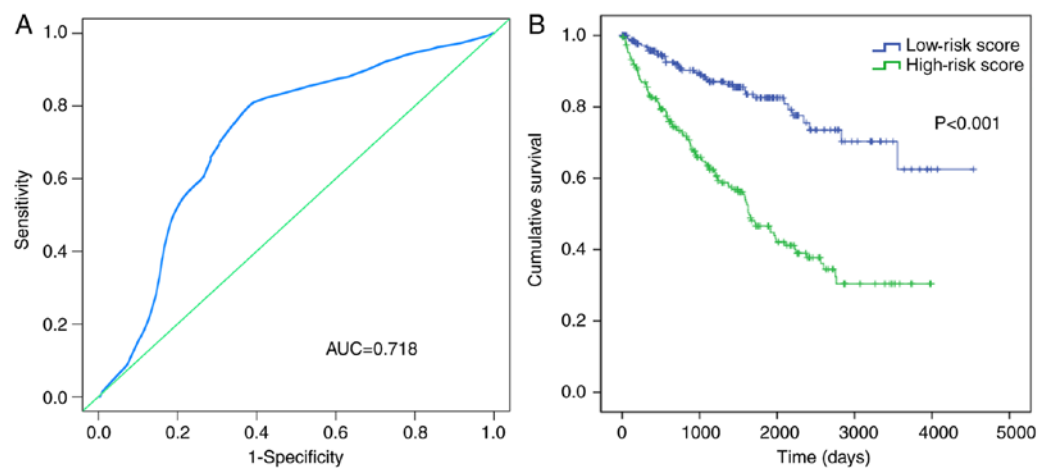 A
1.0
0.8
0.6
0.4
0.2
0.0
Sensitivity
AUC=0.718
0.0 0.2 0.4 0.6 0.8 1.0
1-Specificity
B
1.0
0.8
0.6
0.4
0.2
0.0
Cumulative survival
Low-risk score
High-risk score
P<0.001
0 1000 2000 3000 4000 5000
Time (days)